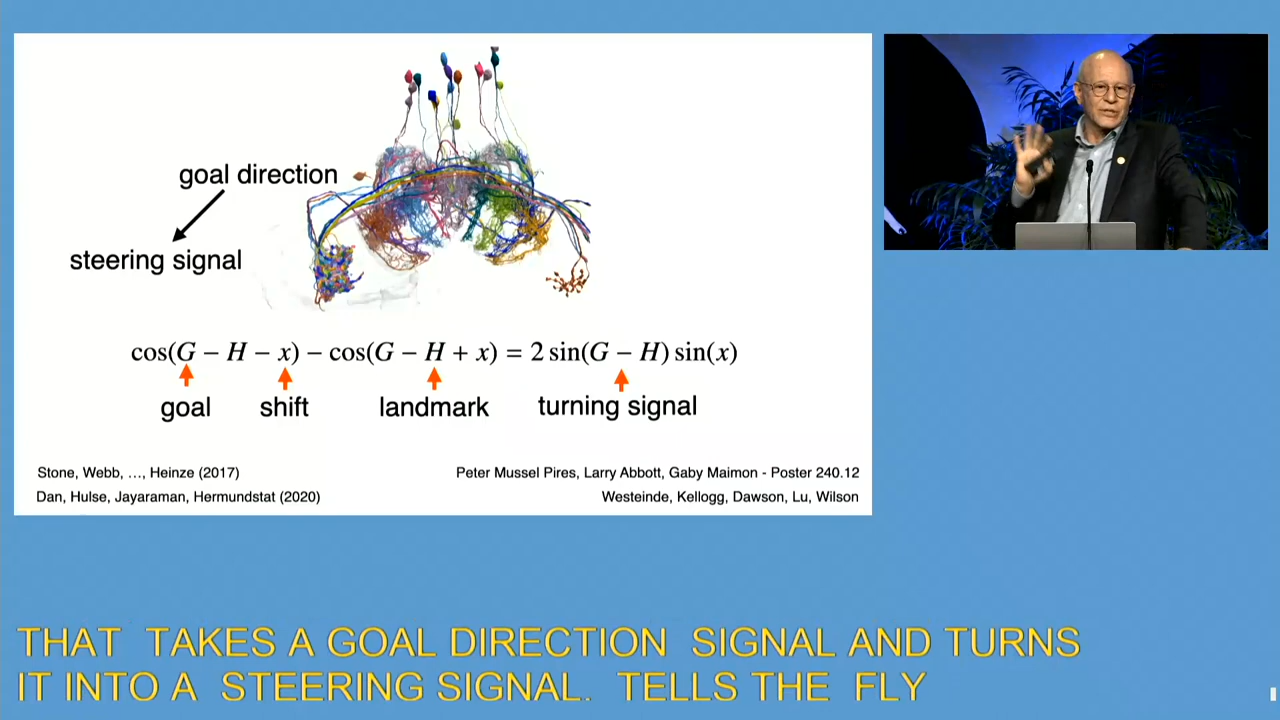 goal direction
steering signal
cos(G − H − x) − cos(G − H + x) = 2 sin(G − H) sin(x)
goal shift landmark turning signal
Stone, Webb, …, Heinze (2017)
Dan, Hulse, Jayaraman, Hermundstat (2020)
Peter Mussel Pires, Larry Abbott, Gaby Maimon - Poster 240.12
Westeinde, Kellogg, Dawson, Lu, Wilson
THAT TAKES A GOAL DIRECTION SIGNAL AND TURNS
IT INTO A STEERING SIGNAL. TELLS THE FLY